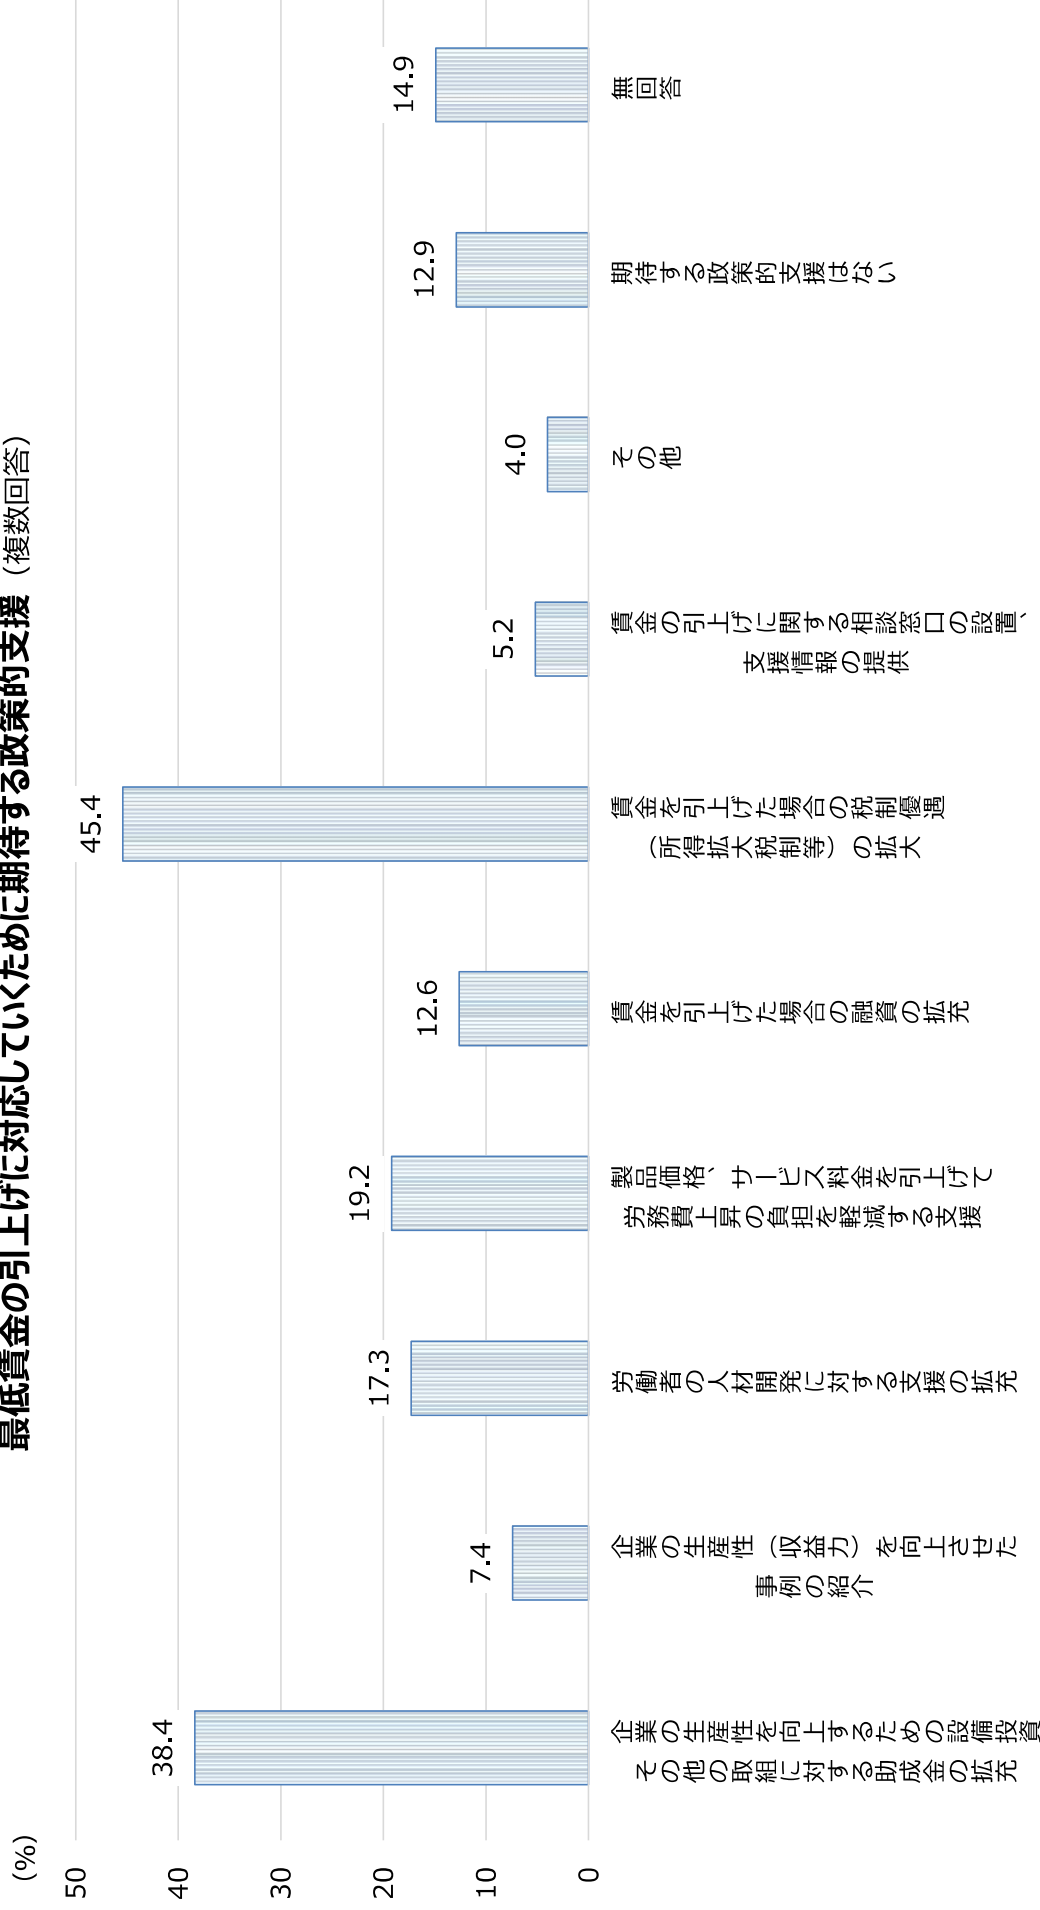 最低賃金の引上げに対応していくために期待する政策的支援（複数回答）
（%）
50
40
30
20
10
0
38.4
7.4
17.3
19.2
12.6
45.4
5.2
4.0
12.9
14.9
企業の生産性を向上するための設備投資
その他の取組に対する助成金の拡充
企業の生産性（収益力）を向上させた
事例の紹介
労働者の人材開発に対する支援の拡充
製品価格、サービス料金を引上げて
労務費上昇の負担を軽減する支援
賃金を引上げた場合の融資の拡充
賃金を引上げた場合の税制優遇
（所得拡大税制等）の拡大
賃金の引上げに関する相談窓口の設置、
支援情報の提供
その他
期待する政策的支援はない
無回答